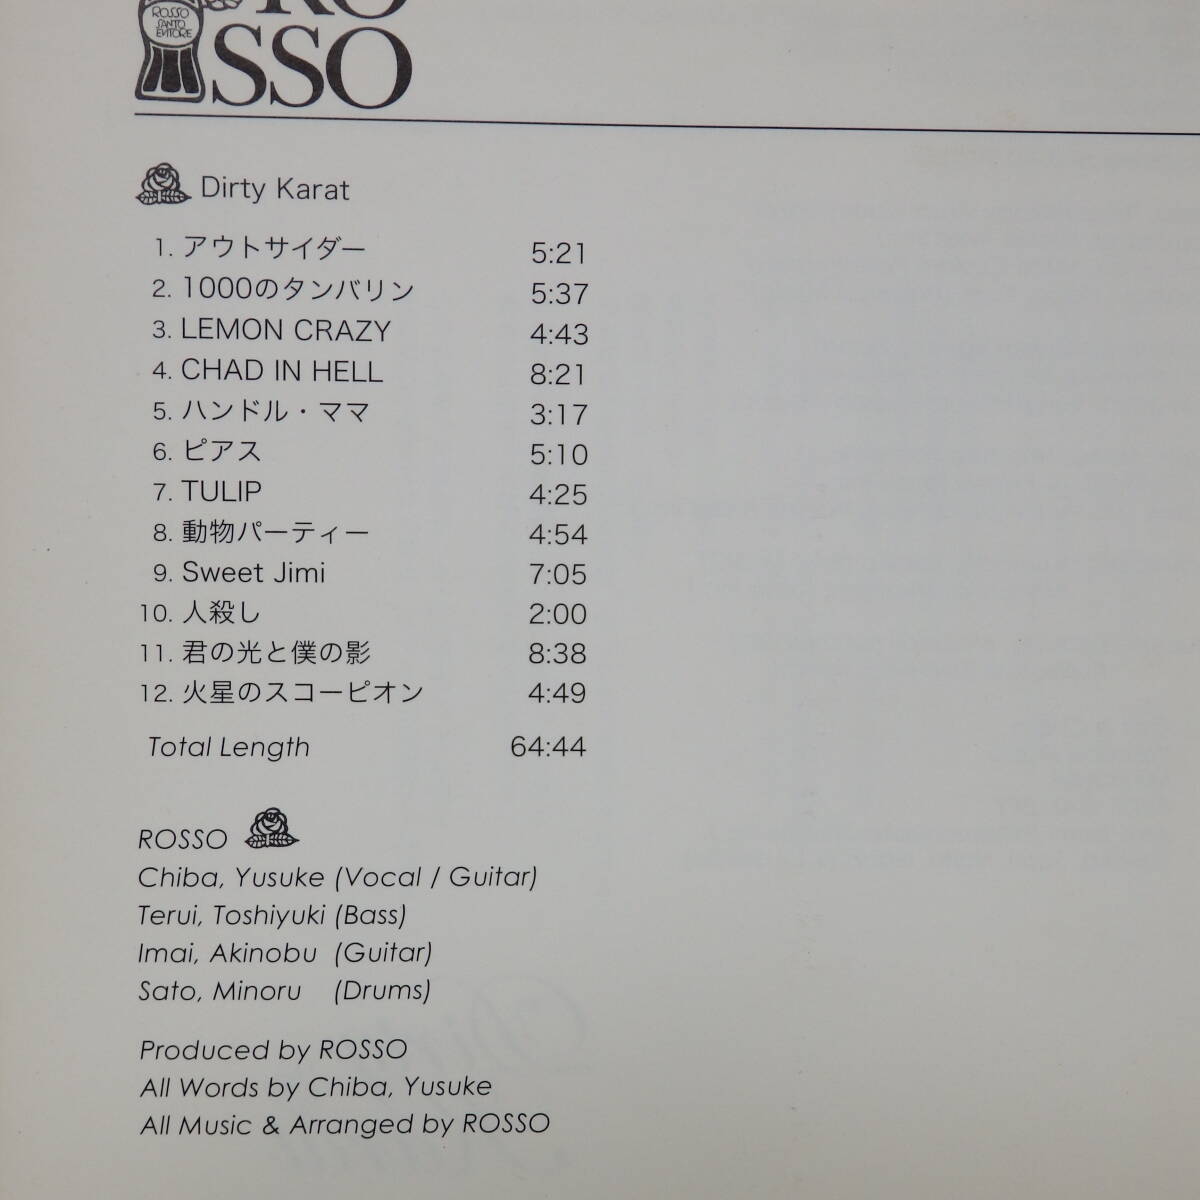 ROSSO
SANTO
EVITORE
RO
SSO
Dirty Karat
1. アウトサイダー 5:21
2. 1000のタンバリン 5:37
3. LEMON CRAZY 4:43
4. CHAD IN HELL 8:21
5. ハンドル・ママ 3:17
6. ピアス 5:10
7. TULIP 4:25
8. 動物パーティー 4:54
9. Sweet Jimi 7:05
10. 人殺し 2:00
11. 君の光と僕の影 8:38
12. 火星のスコーピオン 4:49
Total Length 64:44
ROSSO
Chiba, Yusuke (Vocal / Guitar)
Terui, Toshiyuki (Bass)
Imai, Akinobu (Guitar)
Sato, Minoru (Drums)
Produced by ROSSO
All Words by Chiba, Yusuke
All Music & Arranged by ROSSO